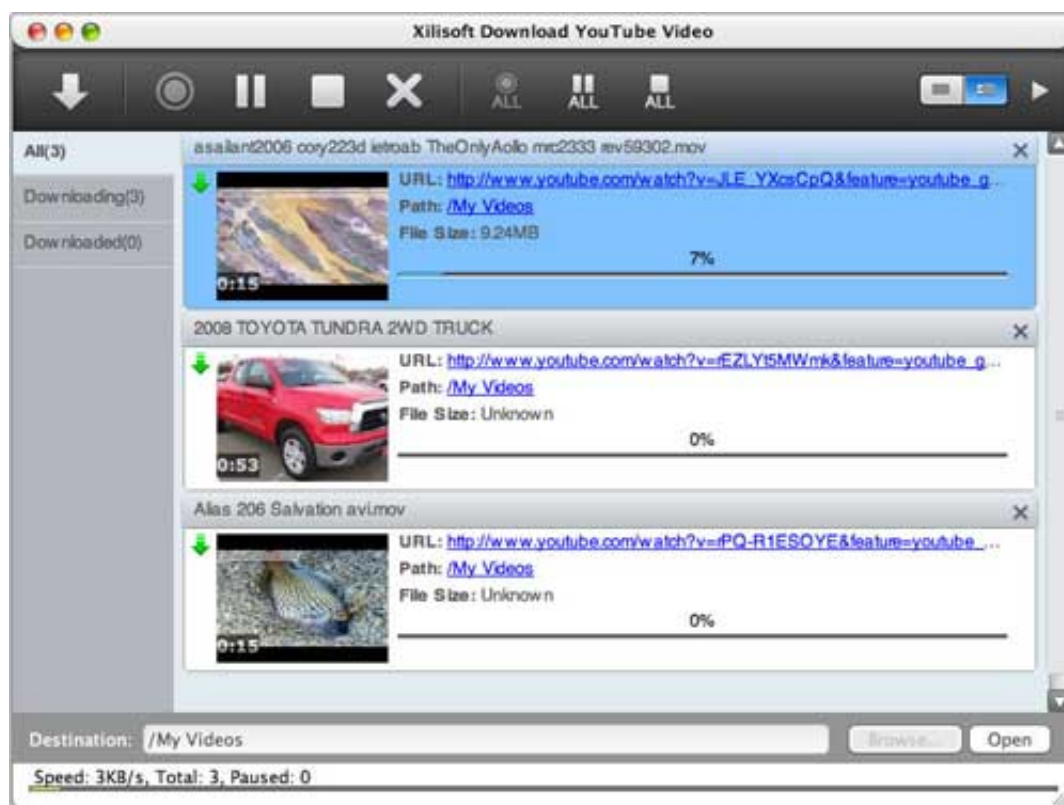 Xilisoft Download YouTube Video
ALL ALL ALL
All(3)
Downloading(3)
Downloaded(0)
asailant2006 cory223d ietroab TheOnlyAollo mrc2333 rev59302.mov
URL: http://www.youtube.com/watch?v=JLE_YXcsCpQ&feature=youtube_g...
Path: /My Videos
File Size: 9.24MB
7%
0:15
2008 TOYOTA TUNDRA 2WD TRUCK
URL: http://www.youtube.com/watch?v=rEZLYt5MWmk&feature=youtube_g...
Path: /My Videos
File Size: Unknown
0%
0:53
Alias 206 Salvation avi.mov
URL: http://www.youtube.com/watch?v=rPQ-R1ESOYE&feature=youtube_...
Path: /My Videos
File Size: Unknown
0%
0:15
Destination: /My Videos
Browse... Open
Speed: 3KB/s, Total: 3, Paused: 0